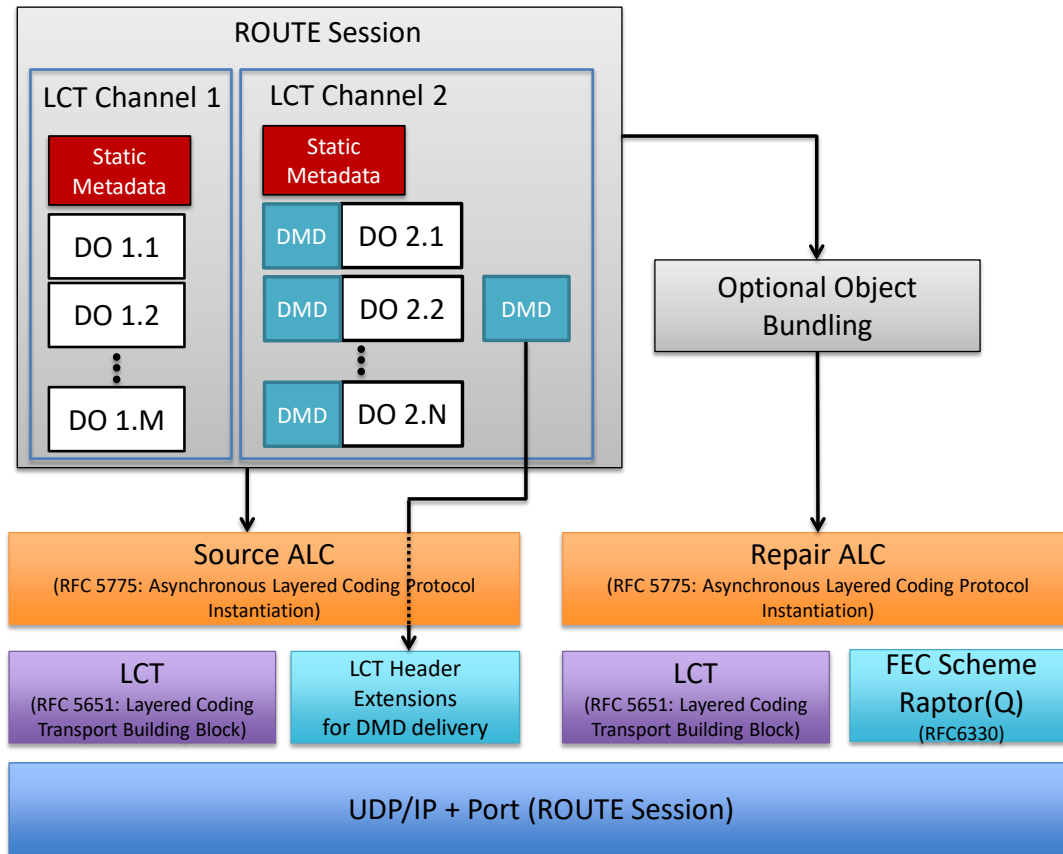 ROUTE Session
LCT Channel 1
Static
Metadata
DO 1.1
DO 1.2
DO 1.M
LCT Channel 2
Static
Metadata
DMD
DO 2.1
DMD
DO 2.2
DMD
DMD
DO 2.N
Optional Object
Bundling
Source ALC
(RFC 5775: Asynchronous Layered Coding Protocol
Instantiation)
Repair ALC
(RFC 5775: Asynchronous Layered Coding Protocol
Instantiation)
LCT
(RFC 5651: Layered Coding
Transport Building Block)
LCT Header
Extensions
for DMD delivery
LCT
(RFC 5651: Layered Coding
Transport Building Block)
FEC Scheme
Raptor(Q)
(RFC6330)
UDP/IP + Port (ROUTE Session)